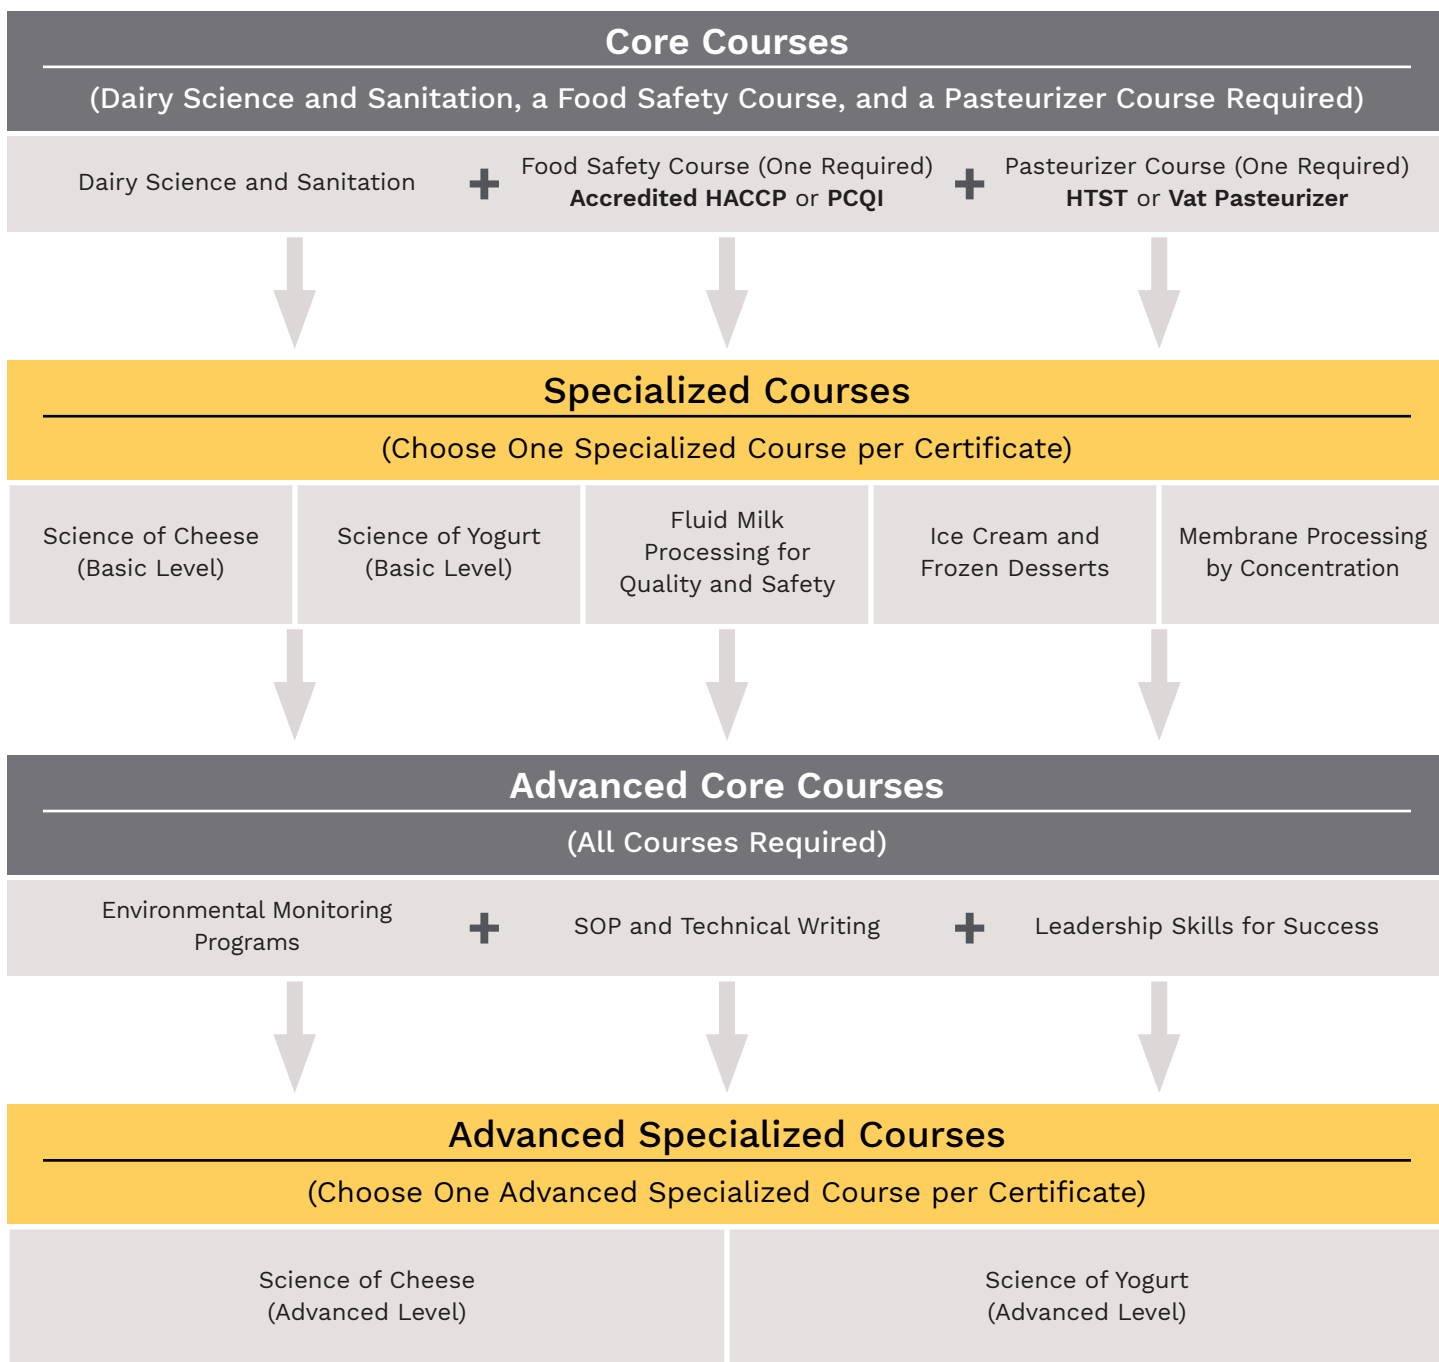 Core Courses
(Dairy Science and Sanitation, a Food Safety Course, and a Pasteurizer Course Required)
Dairy Science and Sanitation
+
Food Safety Course (One Required)
Accredited HACCP or PCQI
+
Pasteurizer Course (One Required)
HTST or Vat Pasteurizer
Specialized Courses
(Choose One Specialized Course per Certificate)
Science of Cheese
(Basic Level)
Science of Yogurt
(Basic Level)
Fluid Milk
Processing for
Quality and Safety
Ice Cream and
Frozen Desserts
Membrane Processing
by Concentration
Advanced Core Courses
(All Courses Required)
Environmental Monitoring
Programs
+
SOP and Technical Writing
+
Leadership Skills for Success
Advanced Specialized Courses
(Choose One Advanced Specialized Course per Certificate)
Science of Cheese
(Advanced Level)
Science of Yogurt
(Advanced Level)